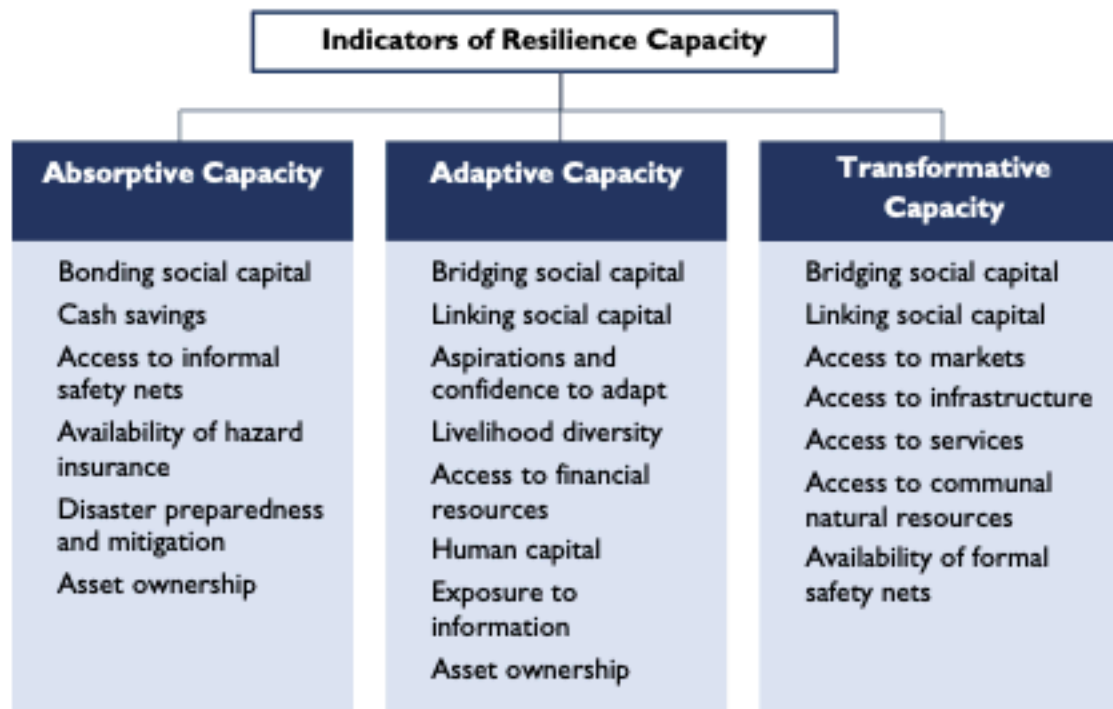 Indicators of Resilience Capacity
Absorptive Capacity
Bonding social capital
Cash savings
Access to informal
safety nets
Availability of hazard
insurance
Disaster preparedness
and mitigation
Asset ownership
Adaptive Capacity
Bridging social capital
Linking social capital
Aspirations and
confidence to adapt
Livelihood diversity
Access to financial
resources
Human capital
Exposure to
information
Asset ownership
Transformative
Capacity
Bridging social capital
Linking social capital
Access to markets
Access to infrastructure
Access to services
Access to communal
natural resources
Availability of formal
safety nets